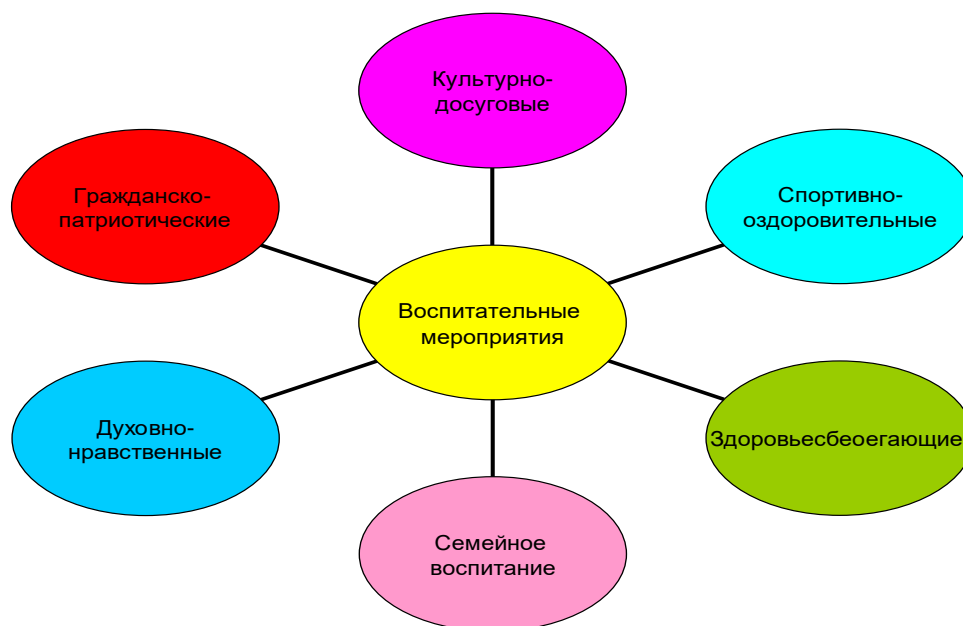 Культурно-
досуговые
Гражданско-
патриотические
Спортивно-
оздоровительные
Воспитательные
мероприятия
Духовно-
нравственные
Здоровьесбеоегающие
Семейное
воспитание